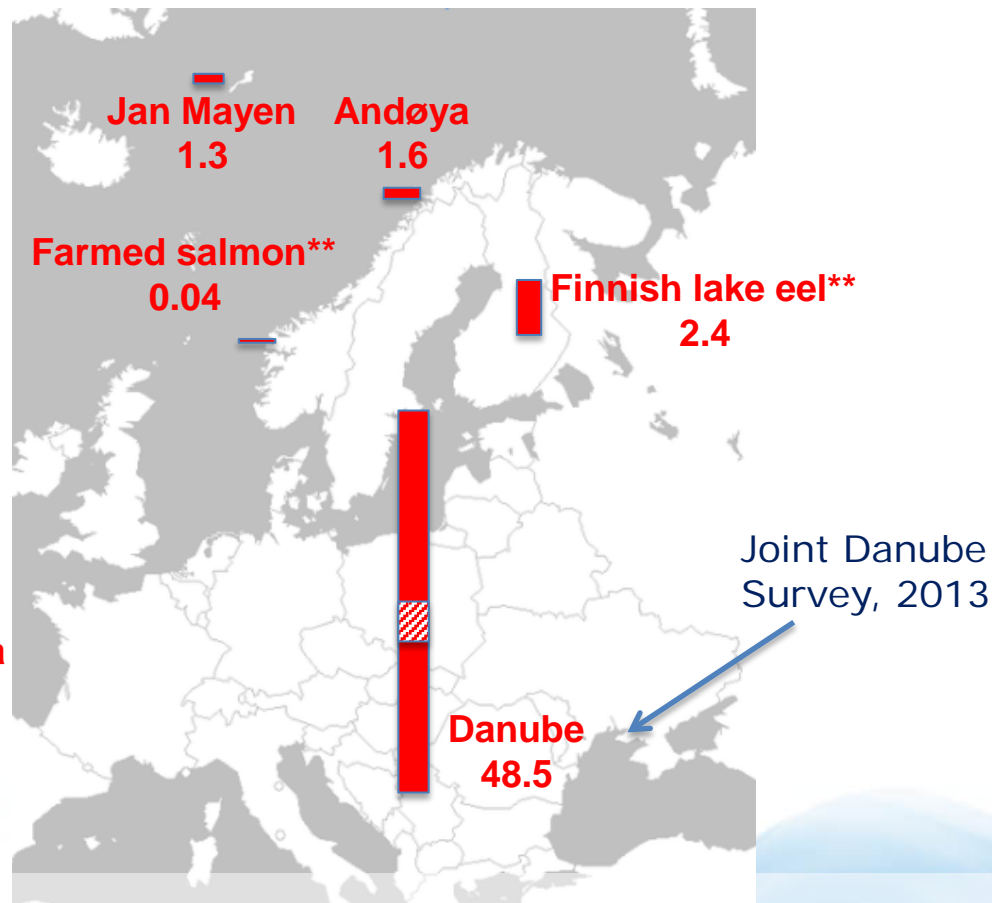 Jan Mayen
1.3
Andøya
1.6
Farmed salmon**
0.04
Finnish lake eel**
2.4
Joint Danube
Survey, 2013
Danube
48.5